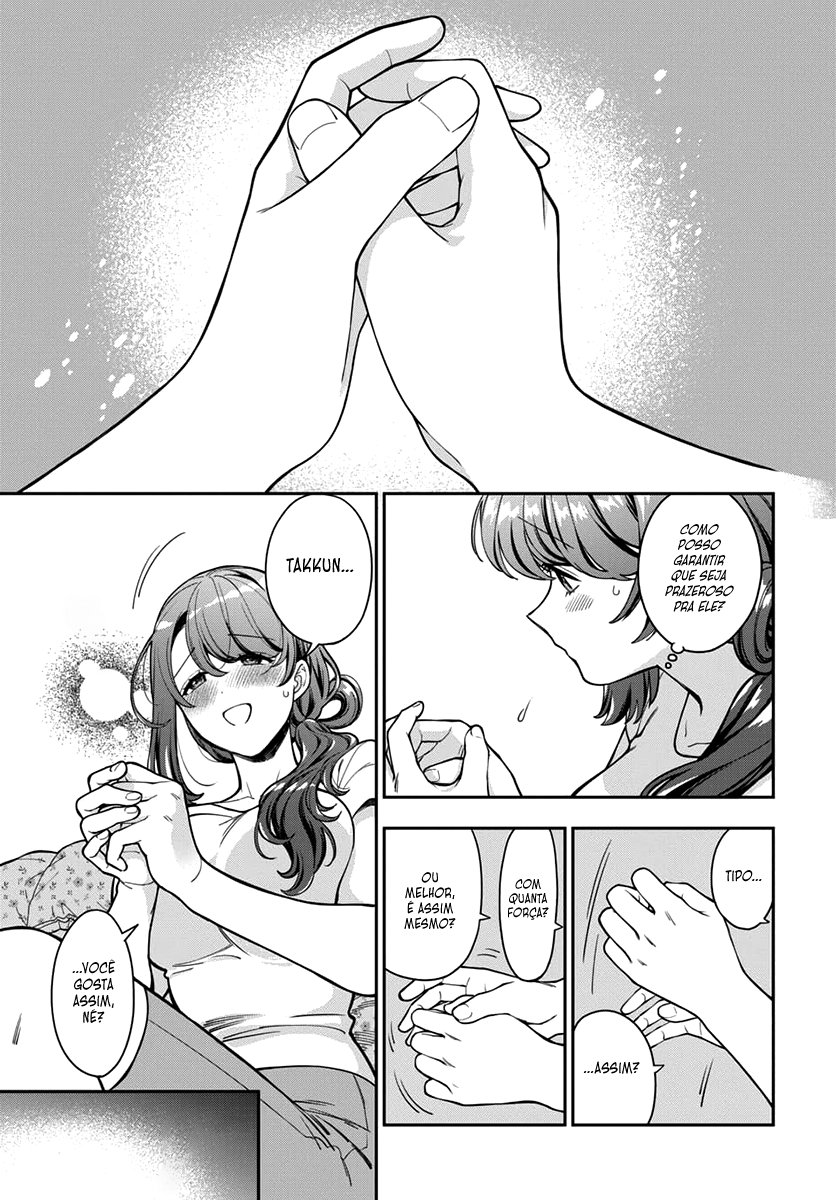 COMO
POSSO
GARANTIR
QUE SEJA
PRAZEROSO
PRA ELE?
TAKKUN...
...VOCÊ
GOSTA
ASSIM,
NÉ?
TIPO...
...ASSIM?
COM
QUANTA
FORÇA?
OU
MELHOR,
É ASSIM
MESMO?